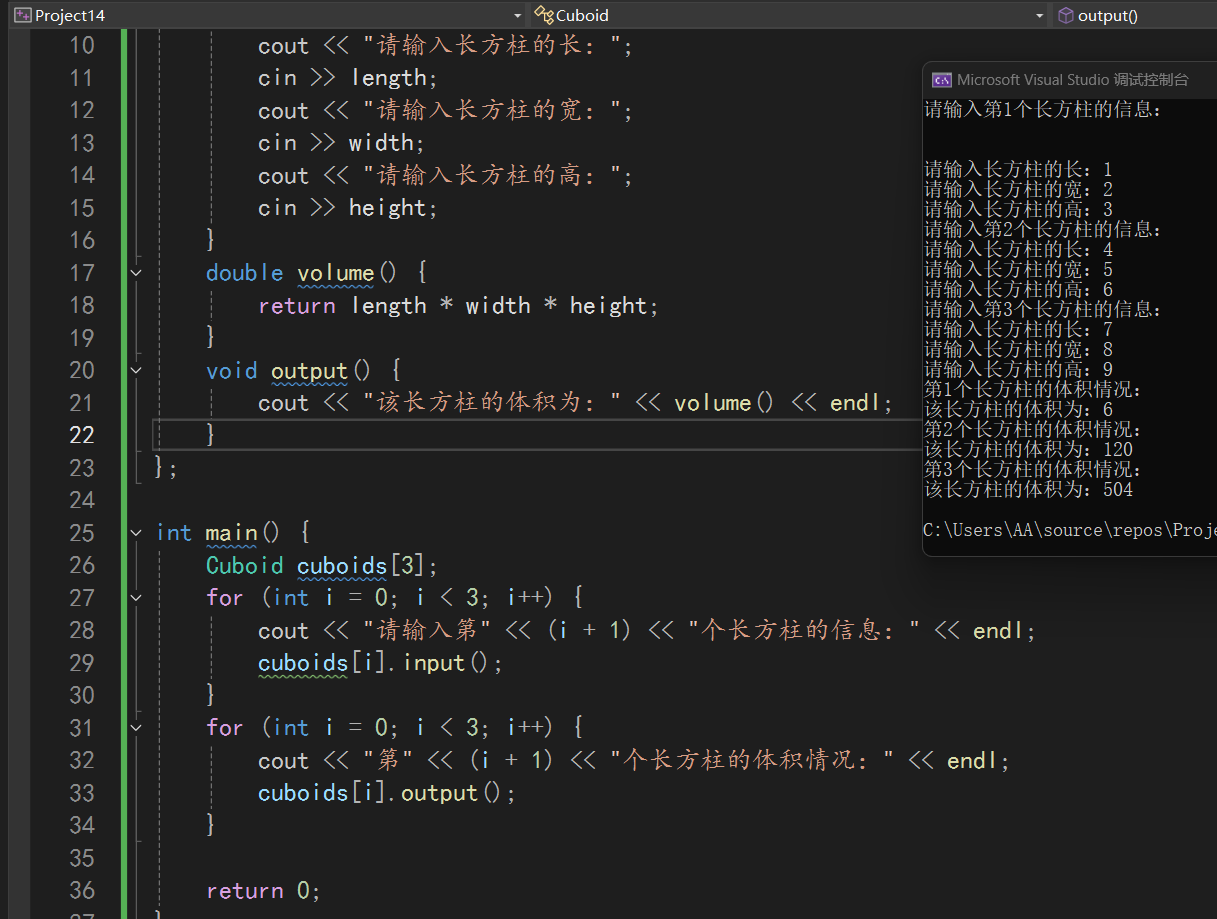 Project14 Cuboid output()
10 cout << "请输入长方柱的长：";
11 cin >> length;
12 cout << "请输入长方柱的宽：";
13 cin >> width;
14 cout << "请输入长方柱的高：";
15 cin >> height;
16 }
17 double volume() {
18 return length * width * height;
19 }
20 void output() {
21 cout << "该长方柱的体积为：" << volume() << endl;
22 }
23 };
24
25 int main() {
26 Cuboid cuboids[3];
27 for (int i = 0; i < 3; i++) {
28 cout << "请输入第" << (i + 1) << "个长方柱的信息：" << endl;
29 cuboids[i].input();
30 }
31 for (int i = 0; i < 3; i++) {
32 cout << "第" << (i + 1) << "个长方柱的体积情况：" << endl;
33 cuboids[i].output();
34 }
35
36 return 0;
37 }
Microsoft Visual Studio 调试控制台
请输入第1个长方柱的信息：
请输入长方柱的长：1
请输入长方柱的宽：2
请输入长方柱的高：3
请输入第2个长方柱的信息：
请输入长方柱的长：4
请输入长方柱的宽：5
请输入长方柱的高：6
请输入第3个长方柱的信息：
请输入长方柱的长：7
请输入长方柱的宽：8
请输入长方柱的高：9
第1个长方柱的体积情况：
该长方柱的体积为：6
第2个长方柱的体积情况：
该长方柱的体积为：120
第3个长方柱的体积情况：
该长方柱的体积为：504
C:\Users\AA\source\repos\Proje